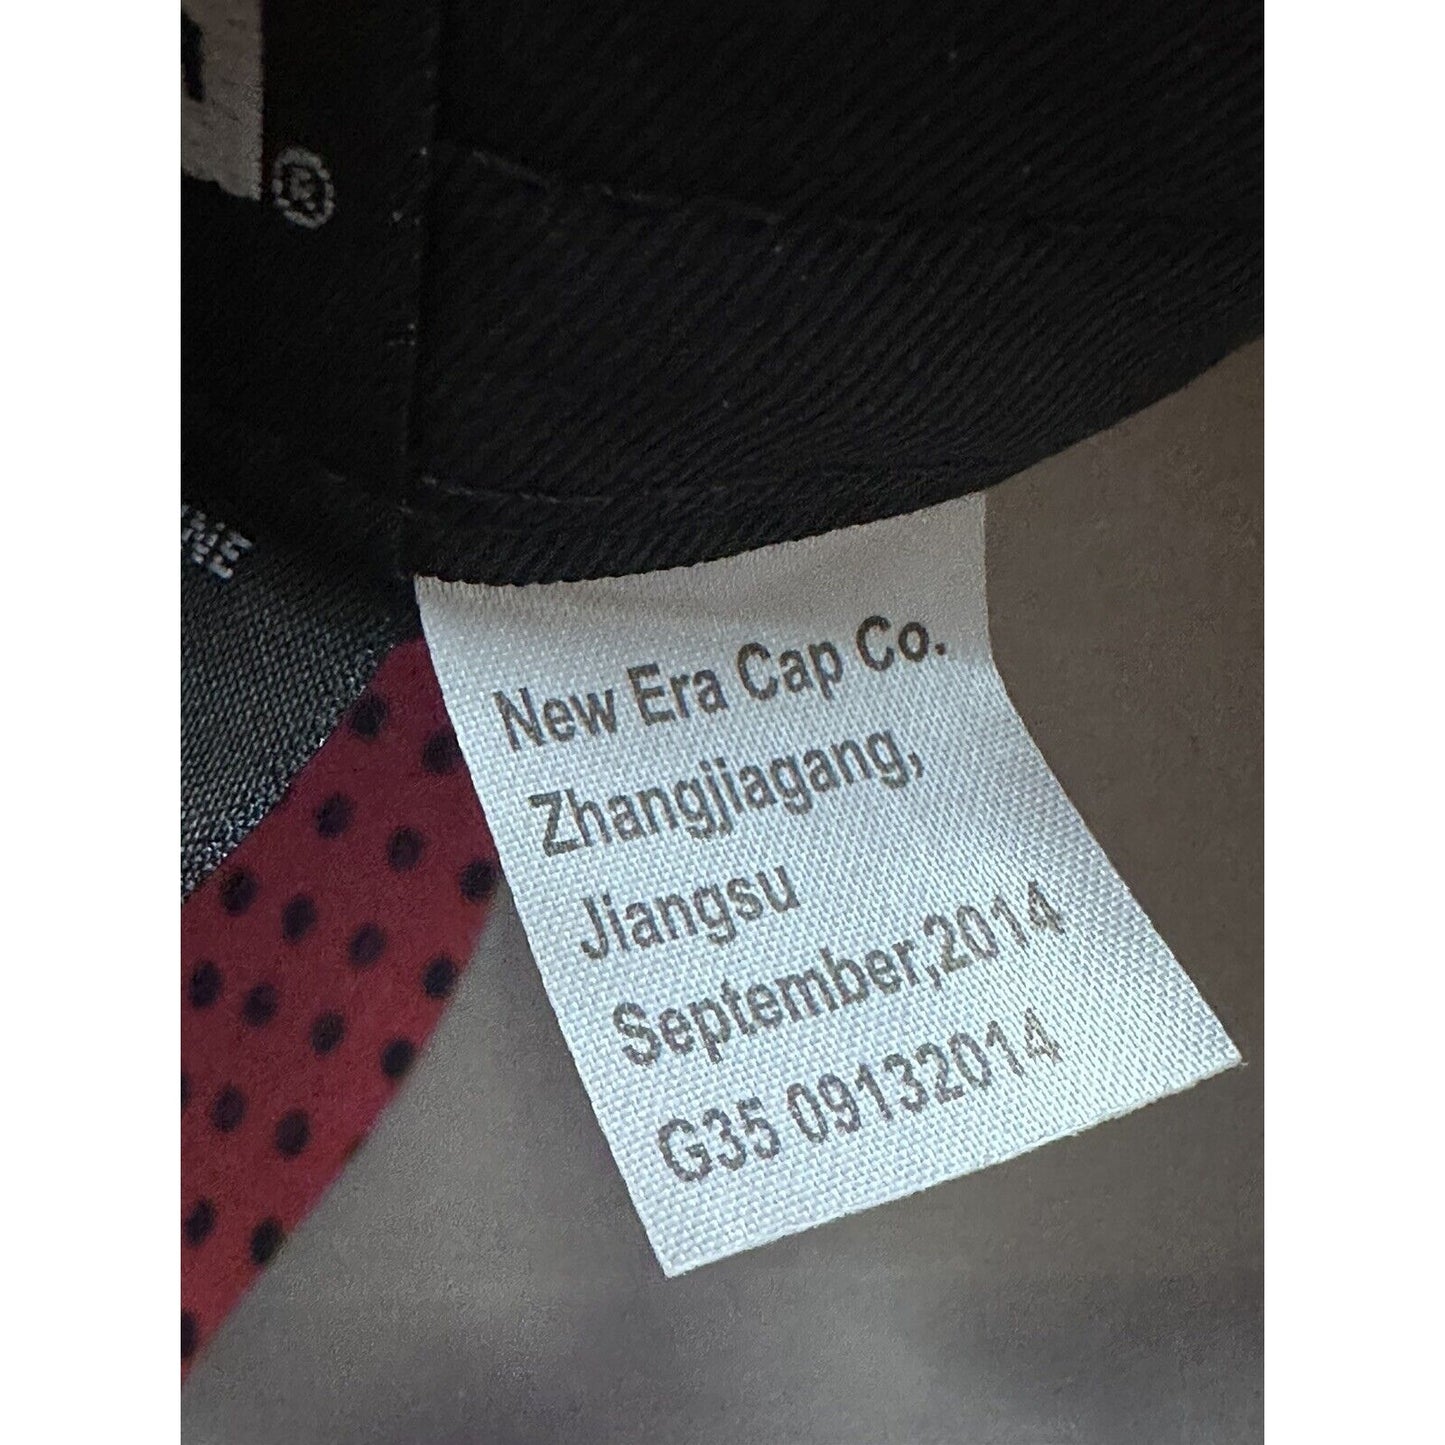 ®
New Era Cap Co.
Zhangjiagang,
Jiangsu
September,2014
G35 09132014